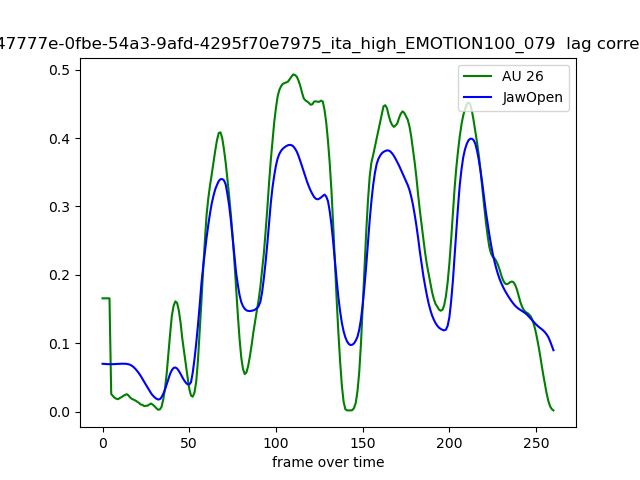 47777e-0fbe-54a3-9afd-4295f70e7975_ita_high_EMOTION100_079 lag corre
AU 26
JawOpen
0.5
0.4
0.3
0.2
0.1
0.0
0 50 100 150 200 250
frame over time